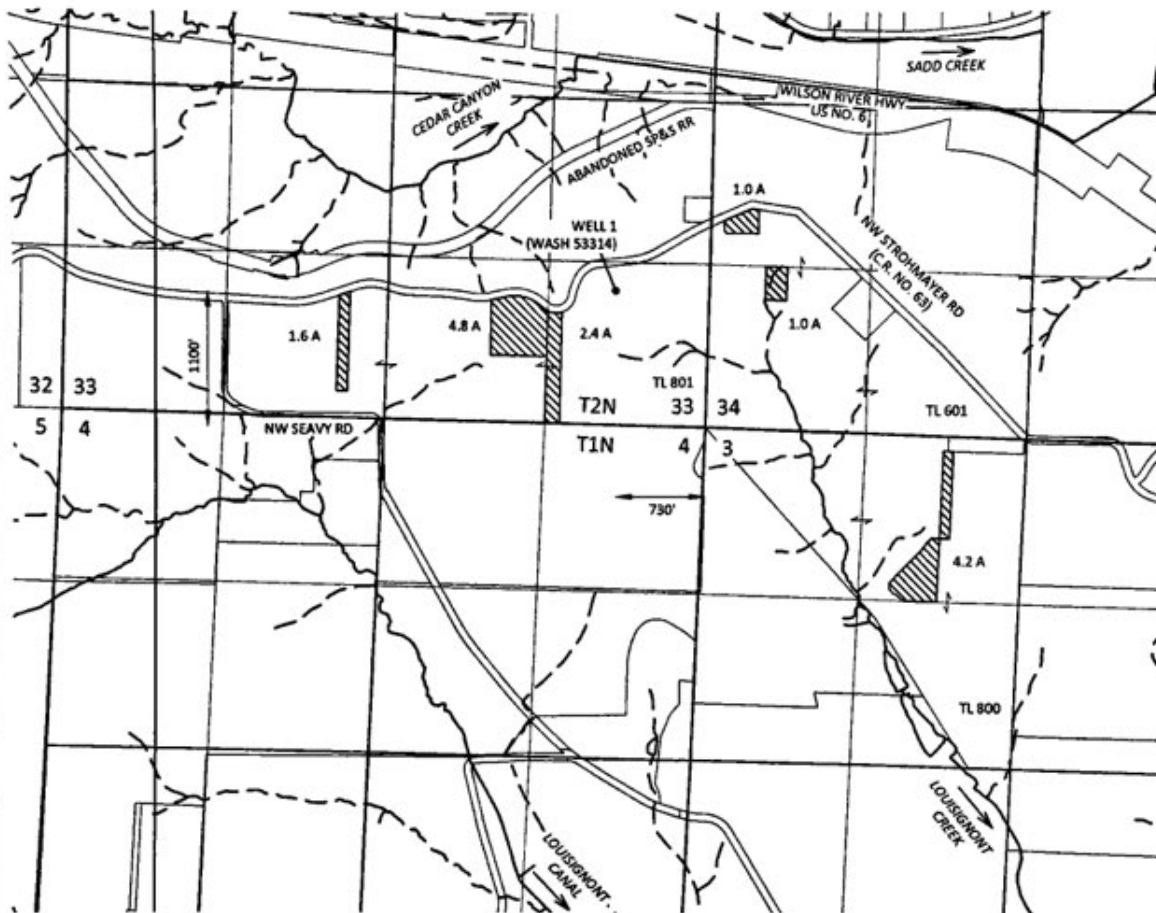 SADD CREEK
CEDAR CANYON
CREEK
WILSON RIVER HWY
US NO. 6
ABANDONED SP&S RR
1.0 A
WELL 1
(WASH 53314)
NW STROHMAYER RD
(C.R. NO. 63)
1100'
1.6 A
4.8 A
2.4 A
1.0 A
TL 801
32 33
T2N 33 34
TL 601
5 4
NW SEAVY RD
T1N 4 3
730'
4.2 A
TL 800
LOUISIGNONT
CANAL
LOUISIGNONT
CREEK